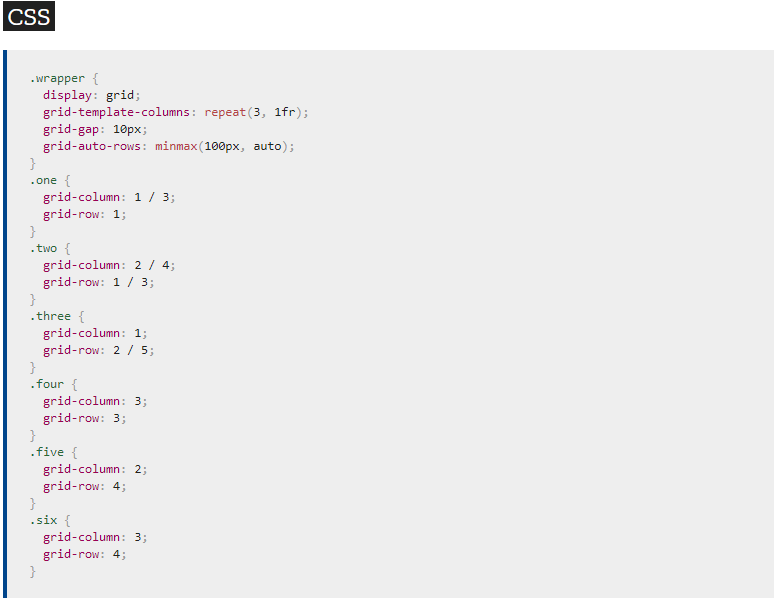 CSS
.wrapper {
  display: grid;
  grid-template-columns: repeat(3, 1fr);
  grid-gap: 10px;
  grid-auto-rows: minmax(100px, auto);
}
.one {
  grid-column: 1 / 3;
  grid-row: 1;
}
.two {
  grid-column: 2 / 4;
  grid-row: 1 / 3;
}
.three {
  grid-column: 1;
  grid-row: 2 / 5;
}
.four {
  grid-column: 3;
  grid-row: 3;
}
.five {
  grid-column: 2;
  grid-row: 4;
}
.six {
  grid-column: 3;
  grid-row: 4;
}